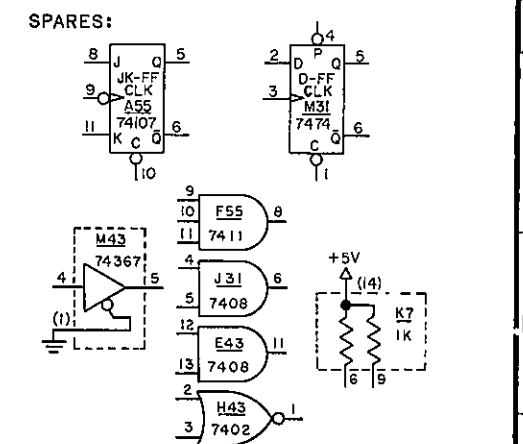 SPARES:
8 J Q 5
JK-FF
9 CLK
A55
74107
11 K Q̅ 6
C
10
4
P
2 D Q 5
D-FF
3 CLK
M31
7474
Q̅ 6
C
1
9
10 F55 8
11 7411
M43
74367
4 5
(1)
4
J31 6
5 7408
12
E43 11
13 7408
2
H43 1
3 7402
+5V
(14)
K7
1K
6 9